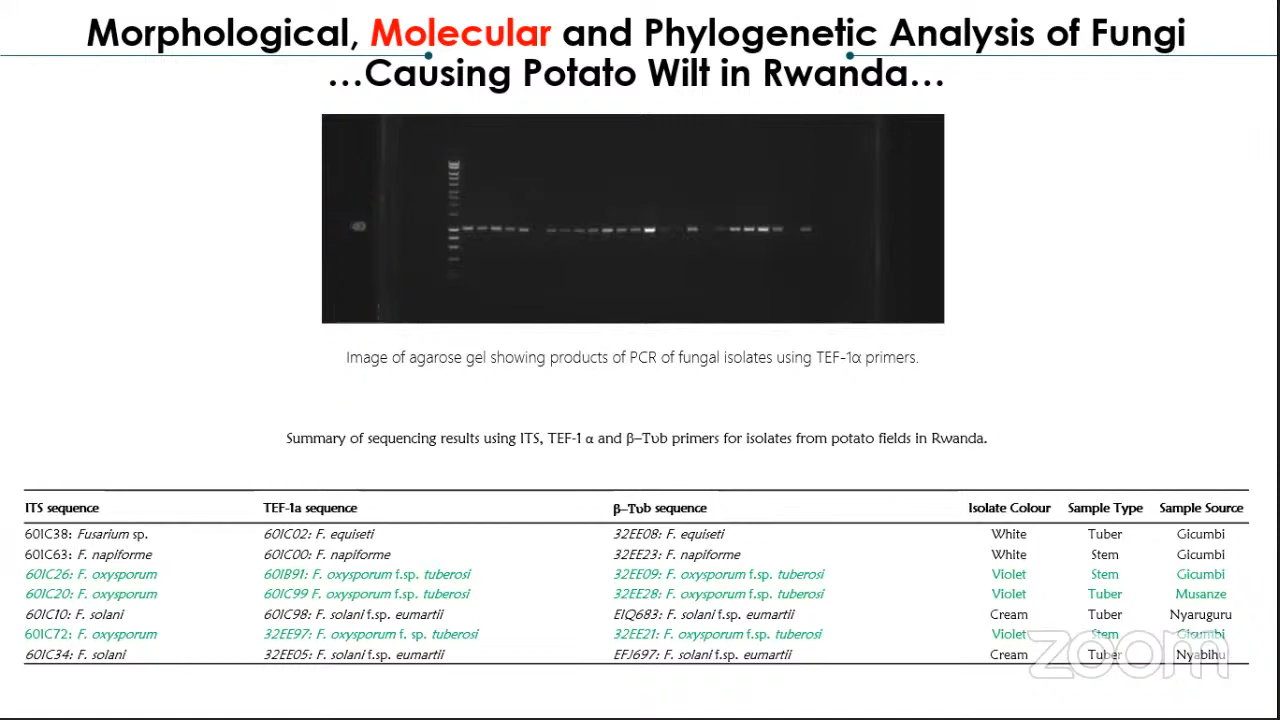 Morphological, Molecular and Phylogenetic Analysis of Fungi
...Causing Potato Wilt in Rwanda...
Image of agarose gel showing products of PCR of fungal isolates using TEF-1α primers.
Summary of sequencing results using ITS, TEF-1 α and β–Tub primers for isolates from potato fields in Rwanda.
ITS sequence TEF-1a sequence β–Tub sequence Isolate Colour Sample Type Sample Source
60IC38: Fusarium sp. 60IC02: F. equiseti 32EE08: F. equiseti White Tuber Gicumbi
60IC63: F. napiforme 60IC00: F. napiforme 32EE23: F. napiforme White Stem Gicumbi
60IC26: F. oxysporum 60IB91: F. oxysporum f.sp. tuberosi 32EE09: F. oxysporum f.sp. tuberosi Violet Stem Gicumbi
60IC20: F. oxysporum 60IC99 F. oxysporum f.sp. tuberosi 32EE28: F. oxysporum f.sp. tuberosi Violet Tuber Musanze
60IC10: F. solani 60IC98: F. solani f.sp. eumartii EIQ683: F. solani f.sp. eumartii Cream Tuber Nyaruguru
60IC72: F. oxysporum 32EE97: F. oxysporum f. sp. tuberosi 32EE21: F. oxysporum f.sp. tuberosi Violet Stem Gicumbi
60IC34: F. solani 32EE05: F. solani f.sp. eumartii EFJ697: F. solani f.sp. eumartii Cream Tuber Nyabihu
zoom